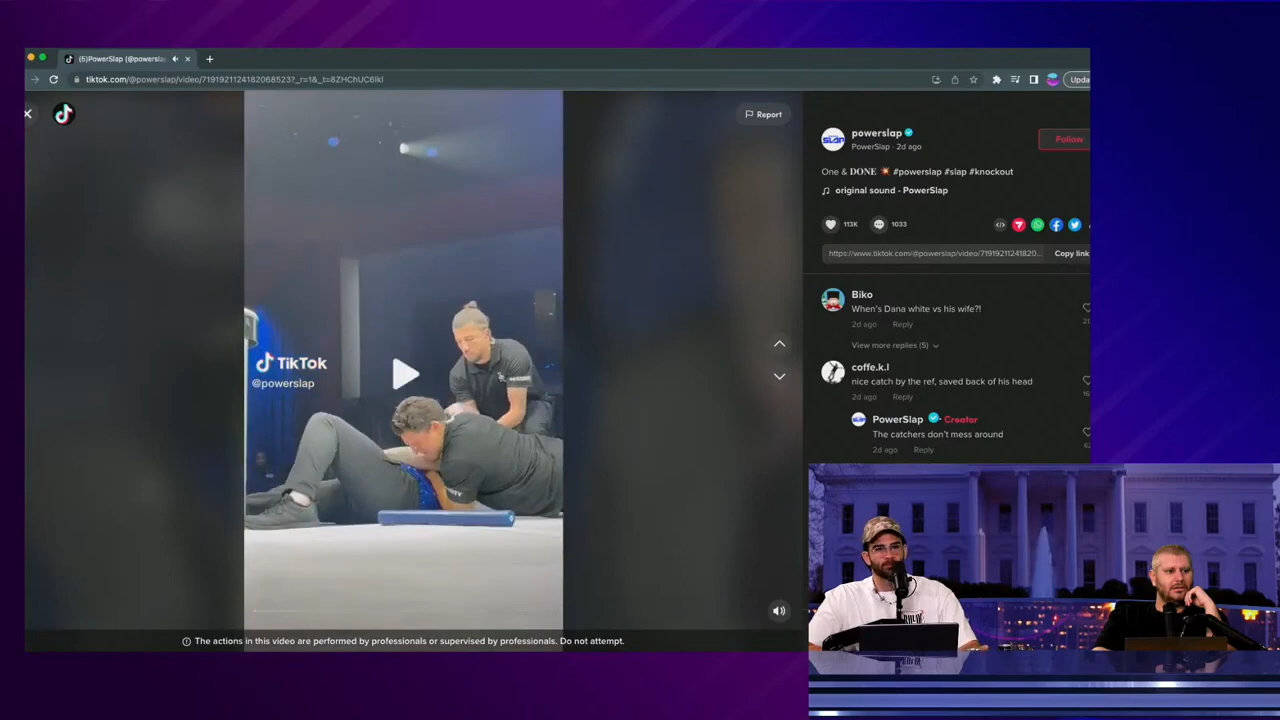 (5)PowerSlap (@powersla
tiktok.com/@powerslap/video/7191921124182068523?_r=1&_t=8ZHChUC6Ikl
Upda
Report
TikTok
@powerslap
powerslap
PowerSlap · 2d ago
Follow
One & DONE 💥 #powerslap #slap #knockout
original sound - PowerSlap
113K
1033
https://www.tiktok.com/@powerslap/video/71919211241820...
Copy link
Biko
When's Dana white vs his wife?!
2d ago Reply
View more replies (5)
coffe.k.l
nice catch by the ref, saved back of his head
2d ago Reply
PowerSlap · Creator
The catchers don't mess around
2d ago Reply
The actions in this video are performed by professionals or supervised by professionals. Do not attempt.